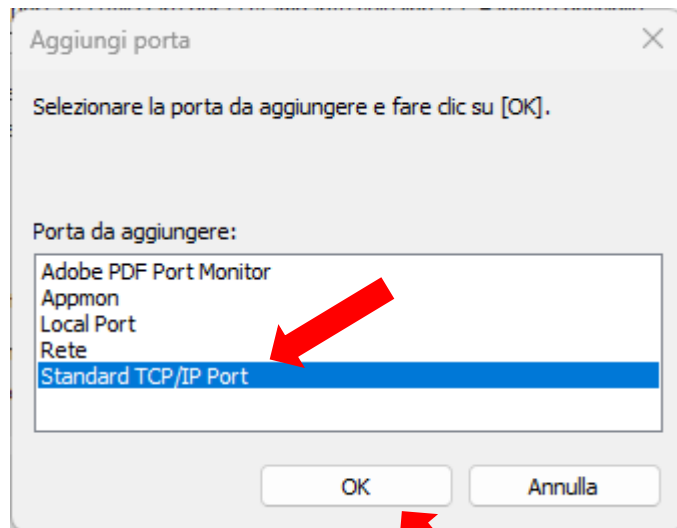 Aggiungi porta
Selezionare la porta da aggiungere e fare clic su [OK].
Porta da aggiungere:
Adobe PDF Port Monitor
Appmon
Local Port
Rete
Standard TCP/IP Port
OK
Annulla